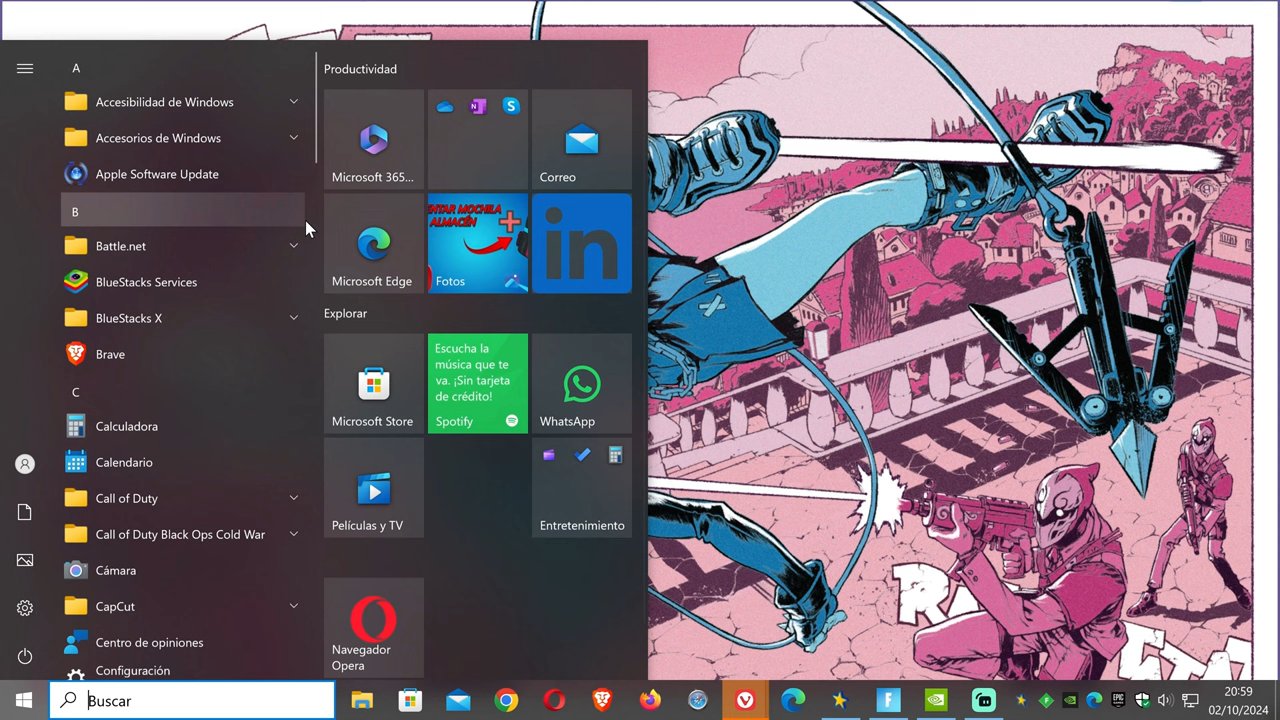 A
Accesibilidad de Windows
Accesorios de Windows
Apple Software Update
B
Battle.net
BlueStacks Services
BlueStacks X
Brave
C
Calculadora
Calendario
Call of Duty
Call of Duty Black Ops Cold War
Cámara
CapCut
Centro de opiniones
Configuración
Productividad
Microsoft 365...
Correo
Microsoft Edge
NTAR MOCHILA
ALMACÉN
Fotos
in
Explorar
Microsoft Store
Escucha la
música que te
va. ¡Sin tarjeta
de crédito!
Spotify
WhatsApp
Películas y TV
Entretenimiento
Navegador
Opera
Buscar
20:59
02/10/2024